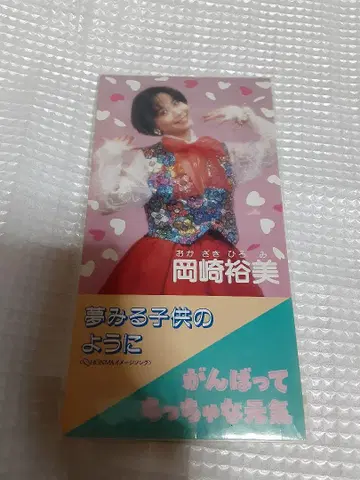 おか ざき ひろ み
岡崎裕美
夢みる子供の
ように
がんばって
ちっちゃな元気